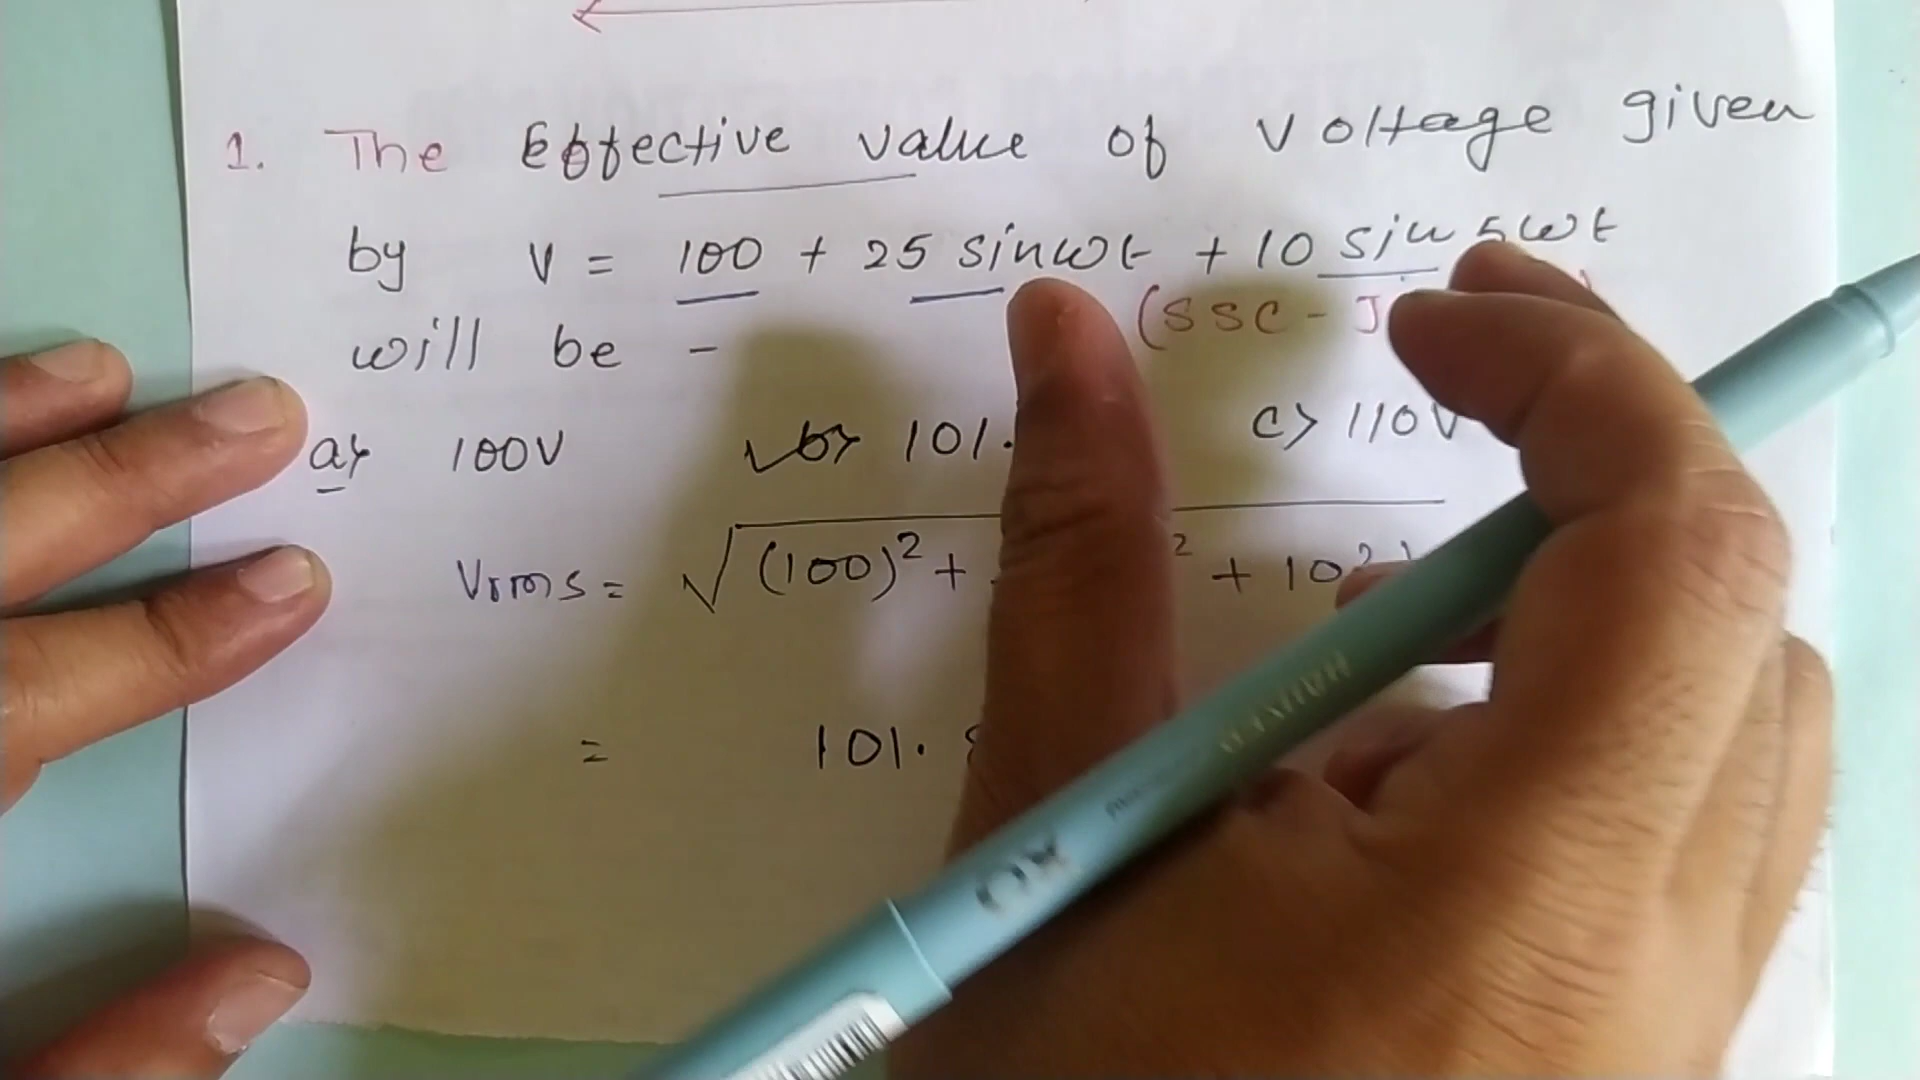 1. The Effective value of voltage given
by V = 100 + 25 sinωt + 10 sin 5ωt
(SSC - J
will be -
a> 100V b> 101. c> 110V
Vrms = √(100)² + ² + 10²
= 101.